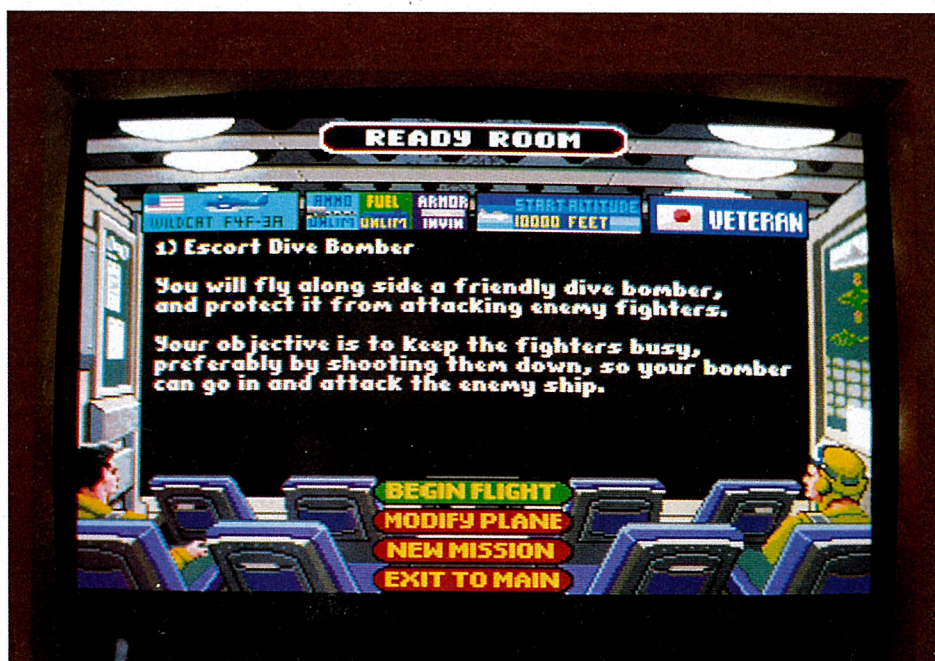 READY ROOM
WILDCAT F4F-3A
AMMO UNLIM
FUEL UNLIM
ARMOR INVIN
START ALTITUDE
10000 FEET
VETERAN
1) Escort Dive Bomber
You will fly along side a friendly dive bomber,
and protect it from attacking enemy fighters.
Your objective is to keep the fighters busy,
preferably by shooting them down, so your bomber
can go in and attack the enemy ship.
BEGIN FLIGHT
MODIFY PLANE
NEW MISSION
EXIT TO MAIN